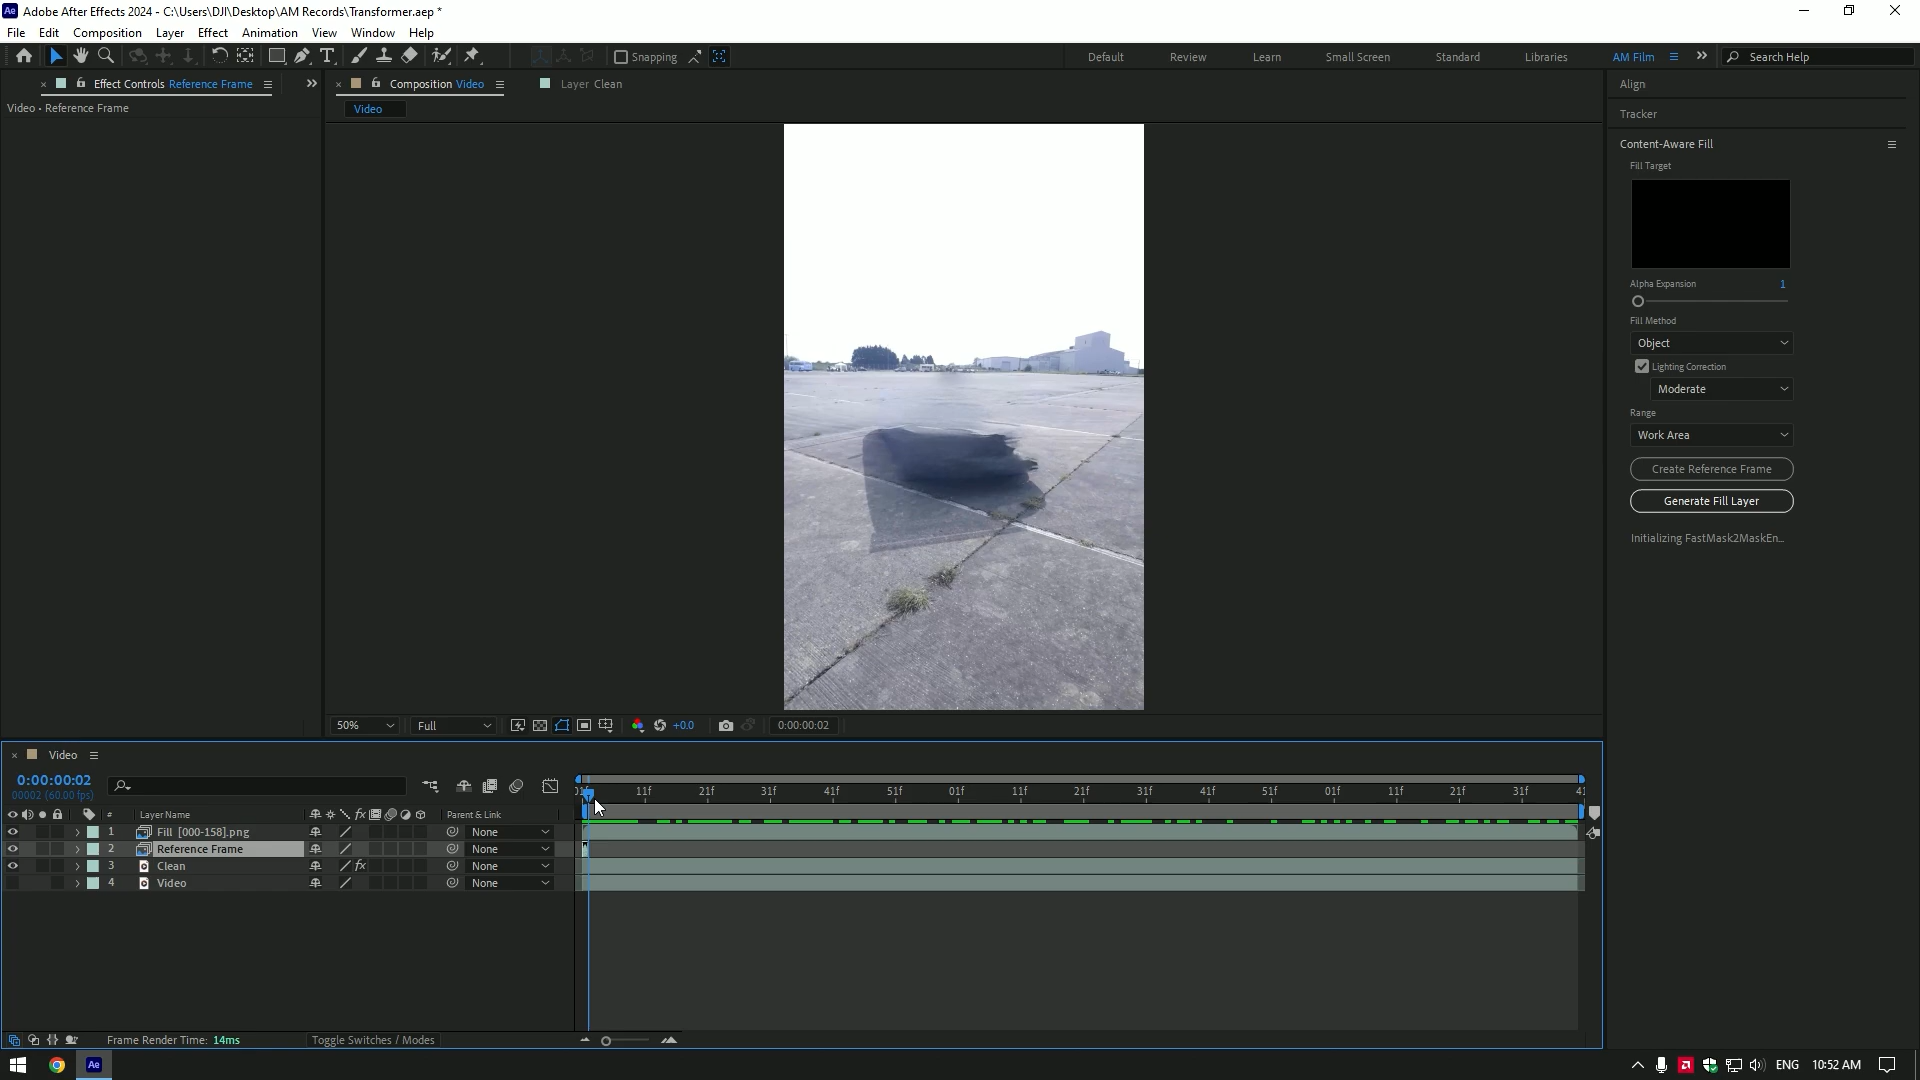 Ae Adobe After Effects 2024 - C:\Users\DJI\Desktop\AM Records\Transformer.aep *
File Edit Composition Layer Effect Animation View Window Help
Snapping
Default Review Learn Small Screen Standard Libraries AM Film Search Help
Effect Controls Reference Frame
Composition Video
Layer Clean
Align
Video • Reference Frame
Video
Tracker
Content-Aware Fill
Fill Target
Alpha Expansion 1
Fill Method
Object
Lighting Correction
Moderate
Range
Work Area
Create Reference Frame
Generate Fill Layer
Initializing FastMask2MaskEn...
50% Full +0.0 0:00:00:02
Video
0:00:00:02
00002 (60.00 fps)
01f 11f 21f 31f 41f 51f 01f 11f 21f 31f 41f 51f 01f 11f 21f 31f 41
# Layer Name fx Parent & Link
1 Fill [000-158].png None
2 Reference Frame None
3 Clean fx None
4 Video None
Frame Render Time: 14ms Toggle Switches / Modes
Ae ENG 10:52 AM